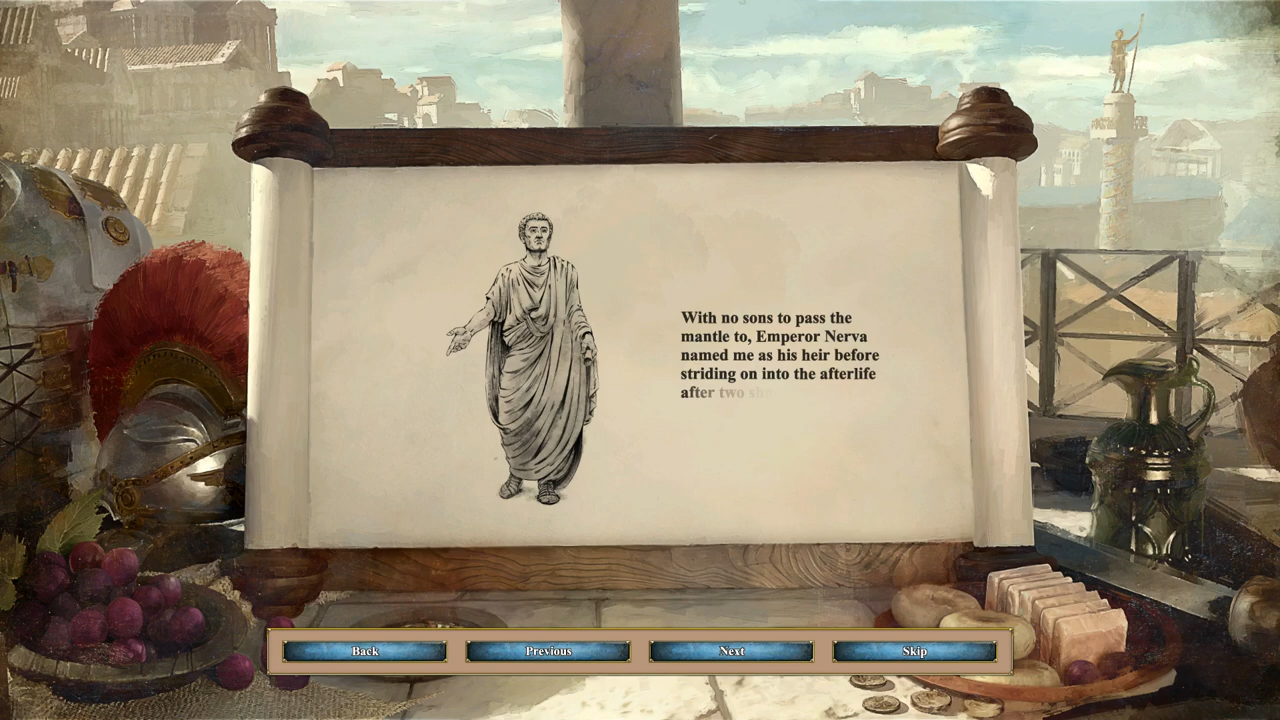 With no sons to pass the
mantle to, Emperor Nerva
named me as his heir before
striding on into the afterlife
after two
Back
Previous
Next
Skip